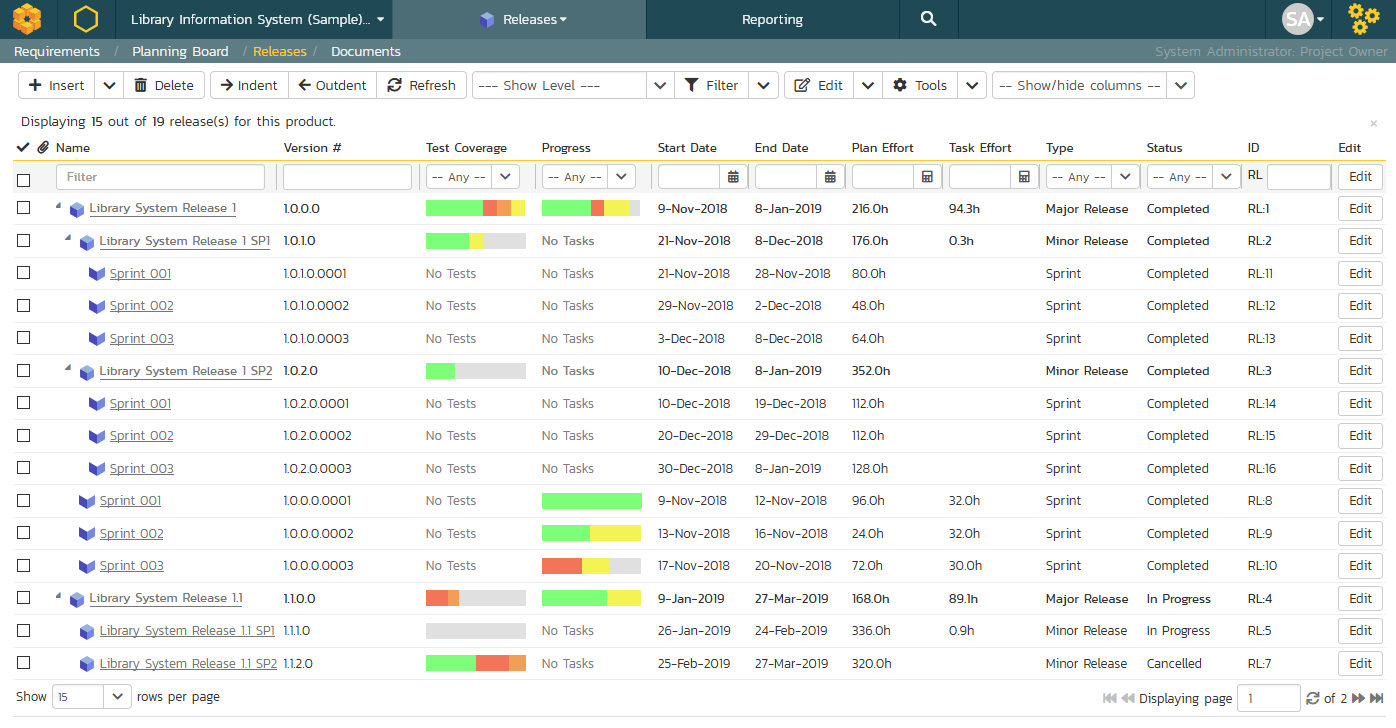 Library Information System (Sample)... Releases Reporting SA
Requirements / Planning Board / Releases / Documents System Administrator: Project Owner
Insert Delete Indent Outdent Refresh --- Show Level --- Filter Edit Tools -- Show/hide columns --
Displaying 15 out of 19 release(s) for this product. ×
Name Version # Test Coverage Progress Start Date End Date Plan Effort Task Effort Type Status ID Edit
Filter -- Any -- -- Any -- -- Any -- -- Any -- RL Edit
Library System Release 1 1.0.0.0 9-Nov-2018 8-Jan-2019 216.0h 94.3h Major Release Completed RL:1 Edit
Library System Release 1 SP1 1.0.1.0 No Tasks 21-Nov-2018 8-Dec-2018 176.0h 0.3h Minor Release Completed RL:2 Edit
Sprint 001 1.0.1.0.0001 No Tests No Tasks 21-Nov-2018 28-Nov-2018 80.0h Sprint Completed RL:11 Edit
Sprint 002 1.0.1.0.0002 No Tests No Tasks 29-Nov-2018 2-Dec-2018 48.0h Sprint Completed RL:12 Edit
Sprint 003 1.0.1.0.0003 No Tests No Tasks 3-Dec-2018 8-Dec-2018 64.0h Sprint Completed RL:13 Edit
Library System Release 1 SP2 1.0.2.0 No Tasks 10-Dec-2018 8-Jan-2019 352.0h Minor Release Completed RL:3 Edit
Sprint 001 1.0.2.0.0001 No Tests No Tasks 10-Dec-2018 19-Dec-2018 112.0h Sprint Completed RL:14 Edit
Sprint 002 1.0.2.0.0002 No Tests No Tasks 20-Dec-2018 29-Dec-2018 112.0h Sprint Completed RL:15 Edit
Sprint 003 1.0.2.0.0003 No Tests No Tasks 30-Dec-2018 8-Jan-2019 128.0h Sprint Completed RL:16 Edit
Sprint 001 1.0.0.0.0001 No Tests 9-Nov-2018 12-Nov-2018 96.0h 32.0h Sprint Completed RL:8 Edit
Sprint 002 1.0.0.0.0002 No Tests 13-Nov-2018 16-Nov-2018 24.0h 32.0h Sprint Completed RL:9 Edit
Sprint 003 1.0.0.0.0003 No Tests 17-Nov-2018 20-Nov-2018 72.0h 30.0h Sprint Completed RL:10 Edit
Library System Release 1.1 1.1.0.0 9-Jan-2019 27-Mar-2019 168.0h 89.1h Major Release In Progress RL:4 Edit
Library System Release 1.1 SP1 1.1.1.0 No Tasks 26-Jan-2019 24-Feb-2019 336.0h 0.9h Minor Release In Progress RL:5 Edit
Library System Release 1.1 SP2 1.1.2.0 No Tasks 25-Feb-2019 27-Mar-2019 320.0h Minor Release Cancelled RL:7 Edit
Show 15 rows per page Displaying page 1 of 2